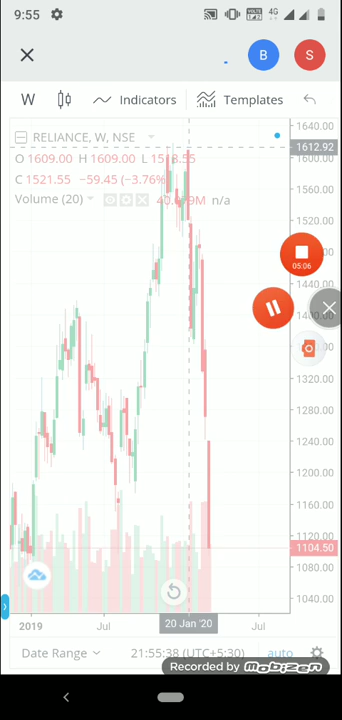 9:55
4G
B
S
W
Indicators
Templates
RELIANCE, W, NSE
O 1609.00 H 1609.00 L
C 1521.55 −59.45 (−3.76%)
Volume (20)
n/a
1640.00
1612.92
1600.00
1560.00
1520.00
1480.00
1440.00
05:06
1400.00
1320.00
1280.00
1240.00
1200.00
1160.00
1120.00
1104.50
1080.00
1040.00
2019
Jul
20 Jan '20
Jul
Date Range
21:55:38 (UTC+5:30)
auto
Recorded by Mobizen